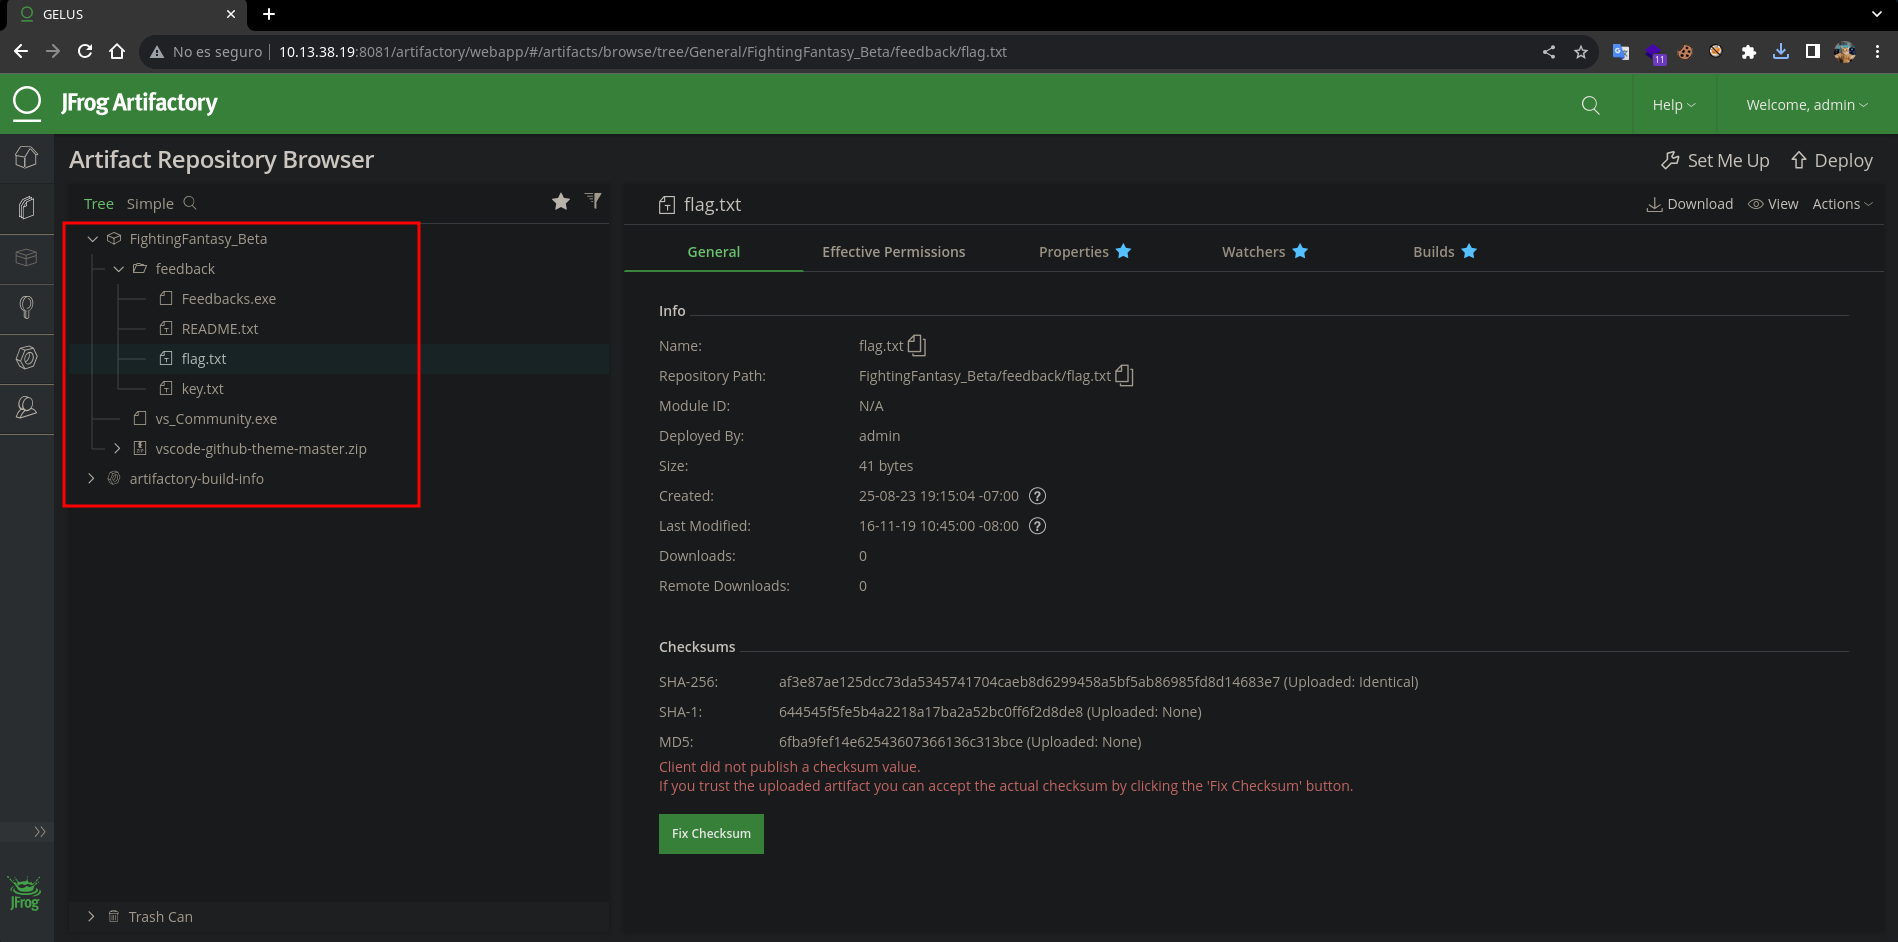 GELUS
No es seguro 10.13.38.19:8081/artifactory/webapp/#/artifacts/browse/tree/General/FightingFantasy_Beta/feedback/flag.txt
11
JFrog Artifactory
Help
Welcome, admin
Artifact Repository Browser
Set Me Up
Deploy
Tree Simple
FightingFantasy_Beta
feedback
Feedbacks.exe
README.txt
flag.txt
key.txt
vs_Community.exe
vscode-github-theme-master.zip
artifactory-build-info
Trash Can
JFrog
flag.txt
Download View Actions
General Effective Permissions Properties Watchers Builds
Info
Name: flag.txt
Repository Path: FightingFantasy_Beta/feedback/flag.txt
Module ID: N/A
Deployed By: admin
Size: 41 bytes
Created: 25-08-23 19:15:04 -07:00
Last Modified: 16-11-19 10:45:00 -08:00
Downloads: 0
Remote Downloads: 0
Checksums
SHA-256: af3e87ae125dcc73da5345741704caeb8d6299458a5bf5ab86985fd8d14683e7 (Uploaded: Identical)
SHA-1: 644545f5fe5b4a2218a17ba2a52bc0ff6f2d8de8 (Uploaded: None)
MD5: 6fba9fef14e62543607366136c313bce (Uploaded: None)
Client did not publish a checksum value.
If you trust the uploaded artifact you can accept the actual checksum by clicking the 'Fix Checksum' button.
Fix Checksum